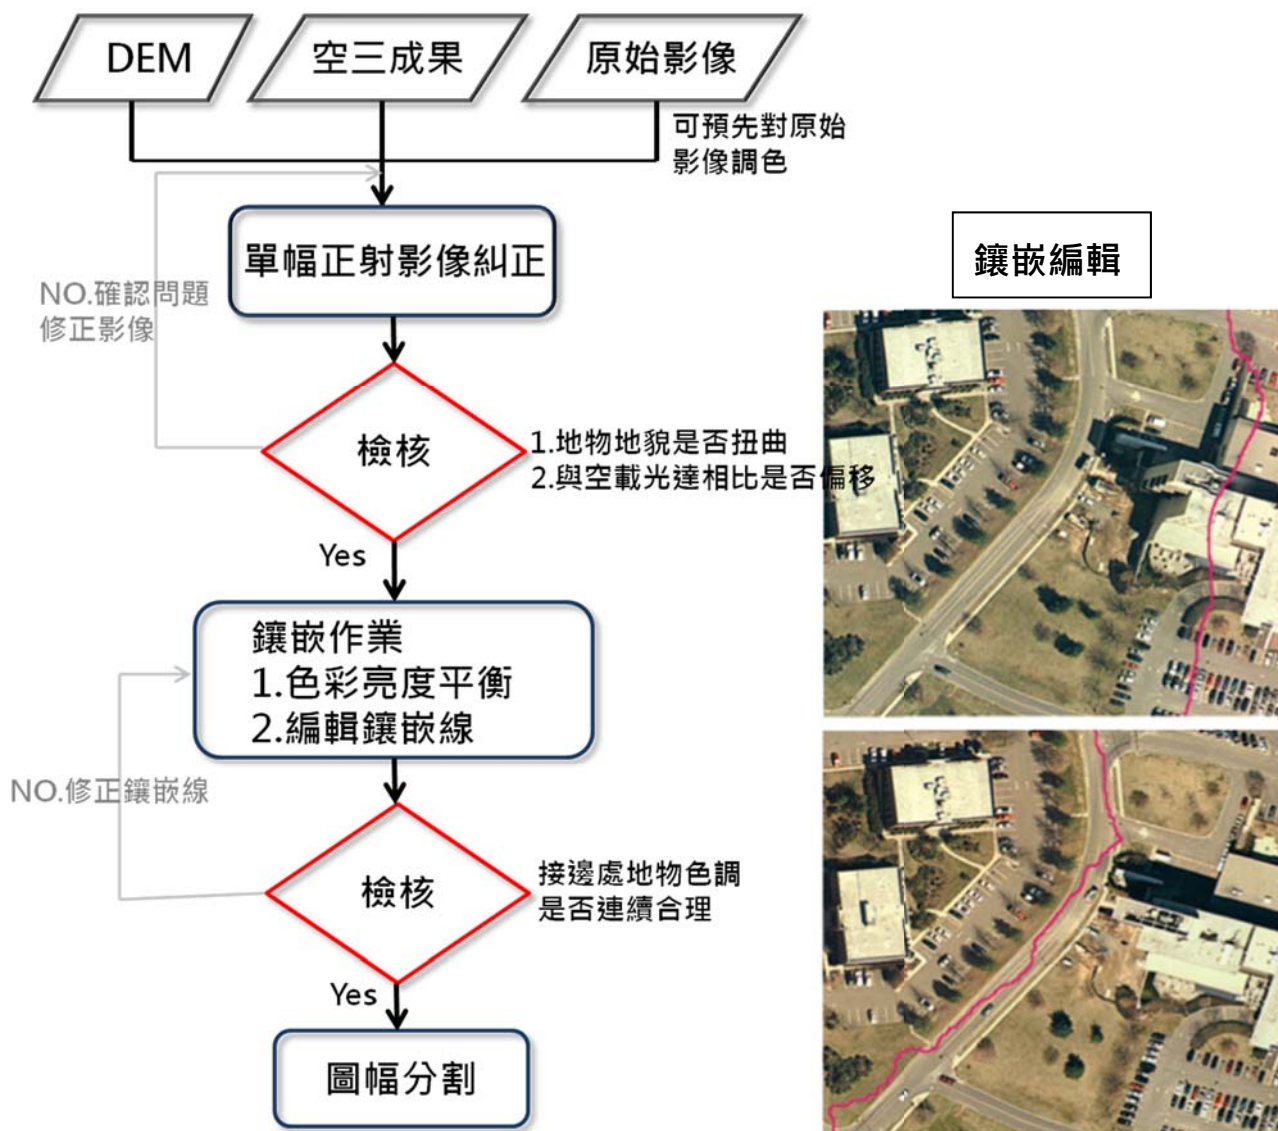 DEM
空三成果
原始影像
可預先對原始
影像調色
單幅正射影像糾正
鑲嵌編輯
NO.確認問題
修正影像
檢核
1.地物地貌是否扭曲
2.與空載光達相比是否偏移
Yes
鑲嵌作業
1.色彩亮度平衡
2.編輯鑲嵌線
NO.修正鑲嵌線
檢核
接邊處地物色調
是否連續合理
Yes
圖幅分割